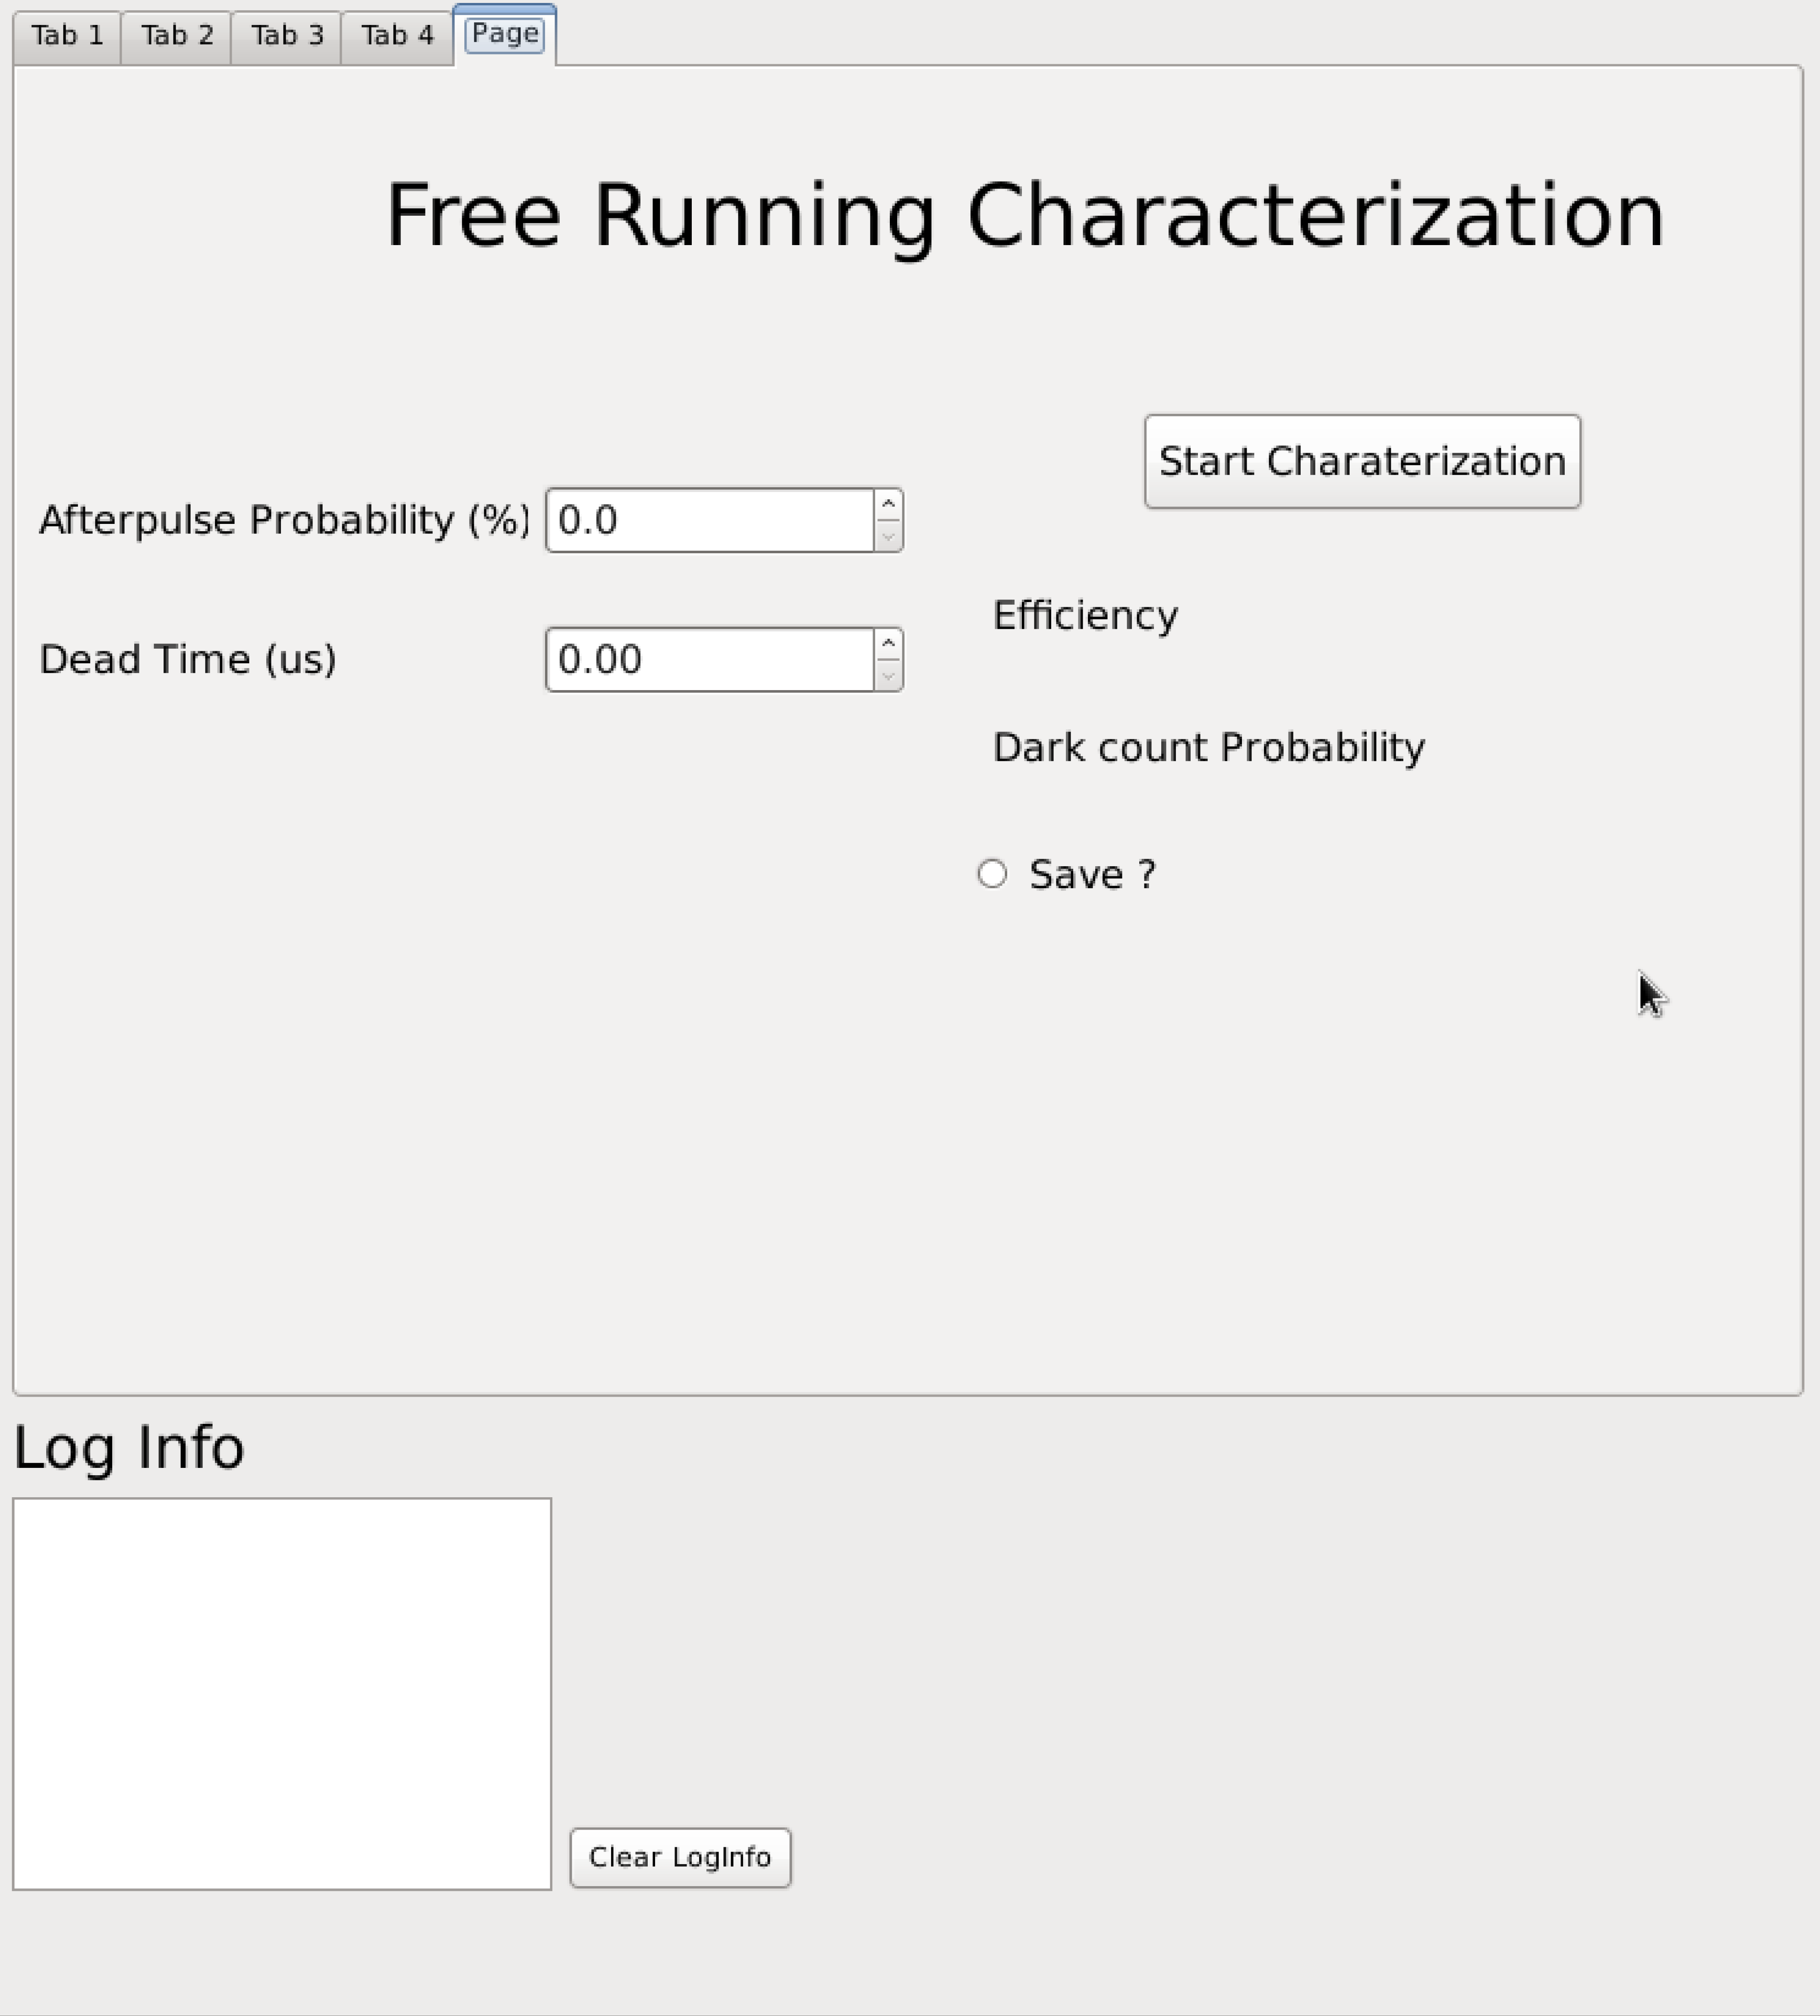 Tab 1 Tab 2 Tab 3 Tab 4 Page
Free Running Characterization
Start Charaterization
Afterpulse Probability (%) 0.0
Efficiency
Dead Time (us) 0.00
Dark count Probability
Save ?
Log Info
Clear LogInfo